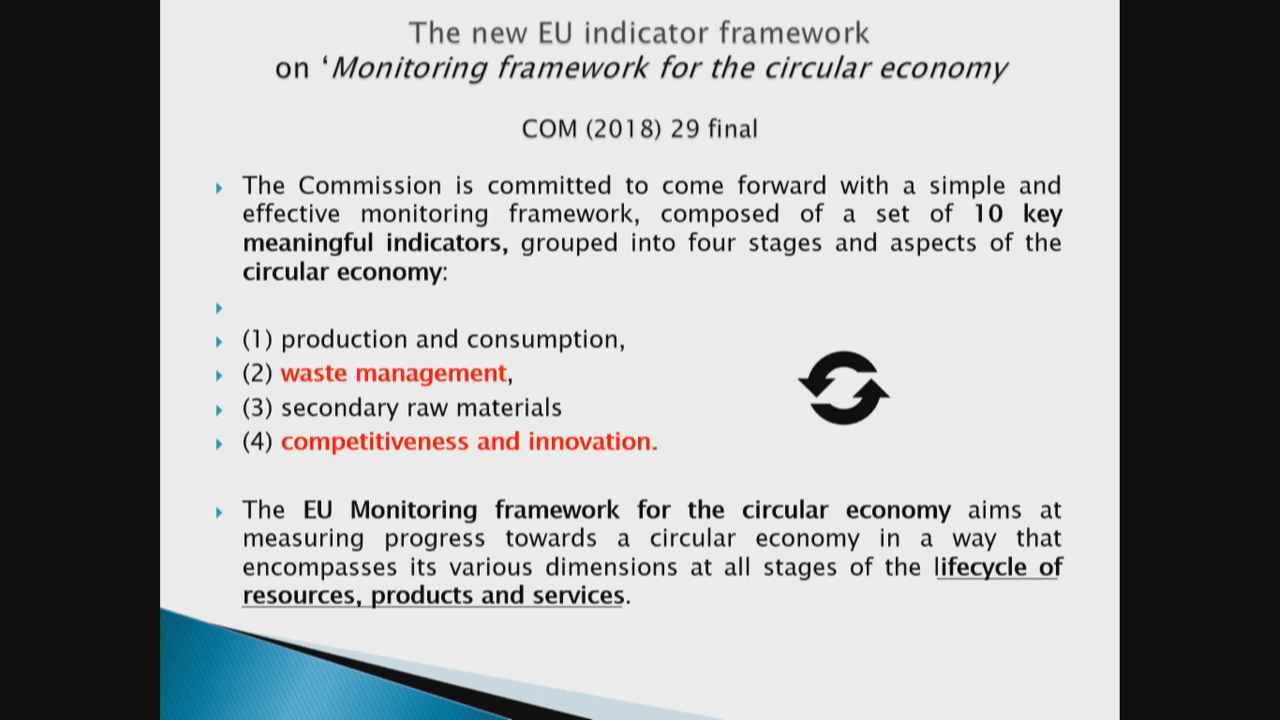 The new EU indicator framework
on ‘Monitoring framework for the circular economy
COM (2018) 29 final
The Commission is committed to come forward with a simple and
effective monitoring framework, composed of a set of 10 key
meaningful indicators, grouped into four stages and aspects of the
circular economy:
(1) production and consumption,
(2) waste management,
(3) secondary raw materials
(4) competitiveness and innovation.
The EU Monitoring framework for the circular economy aims at
measuring progress towards a circular economy in a way that
encompasses its various dimensions at all stages of the lifecycle of
resources, products and services.